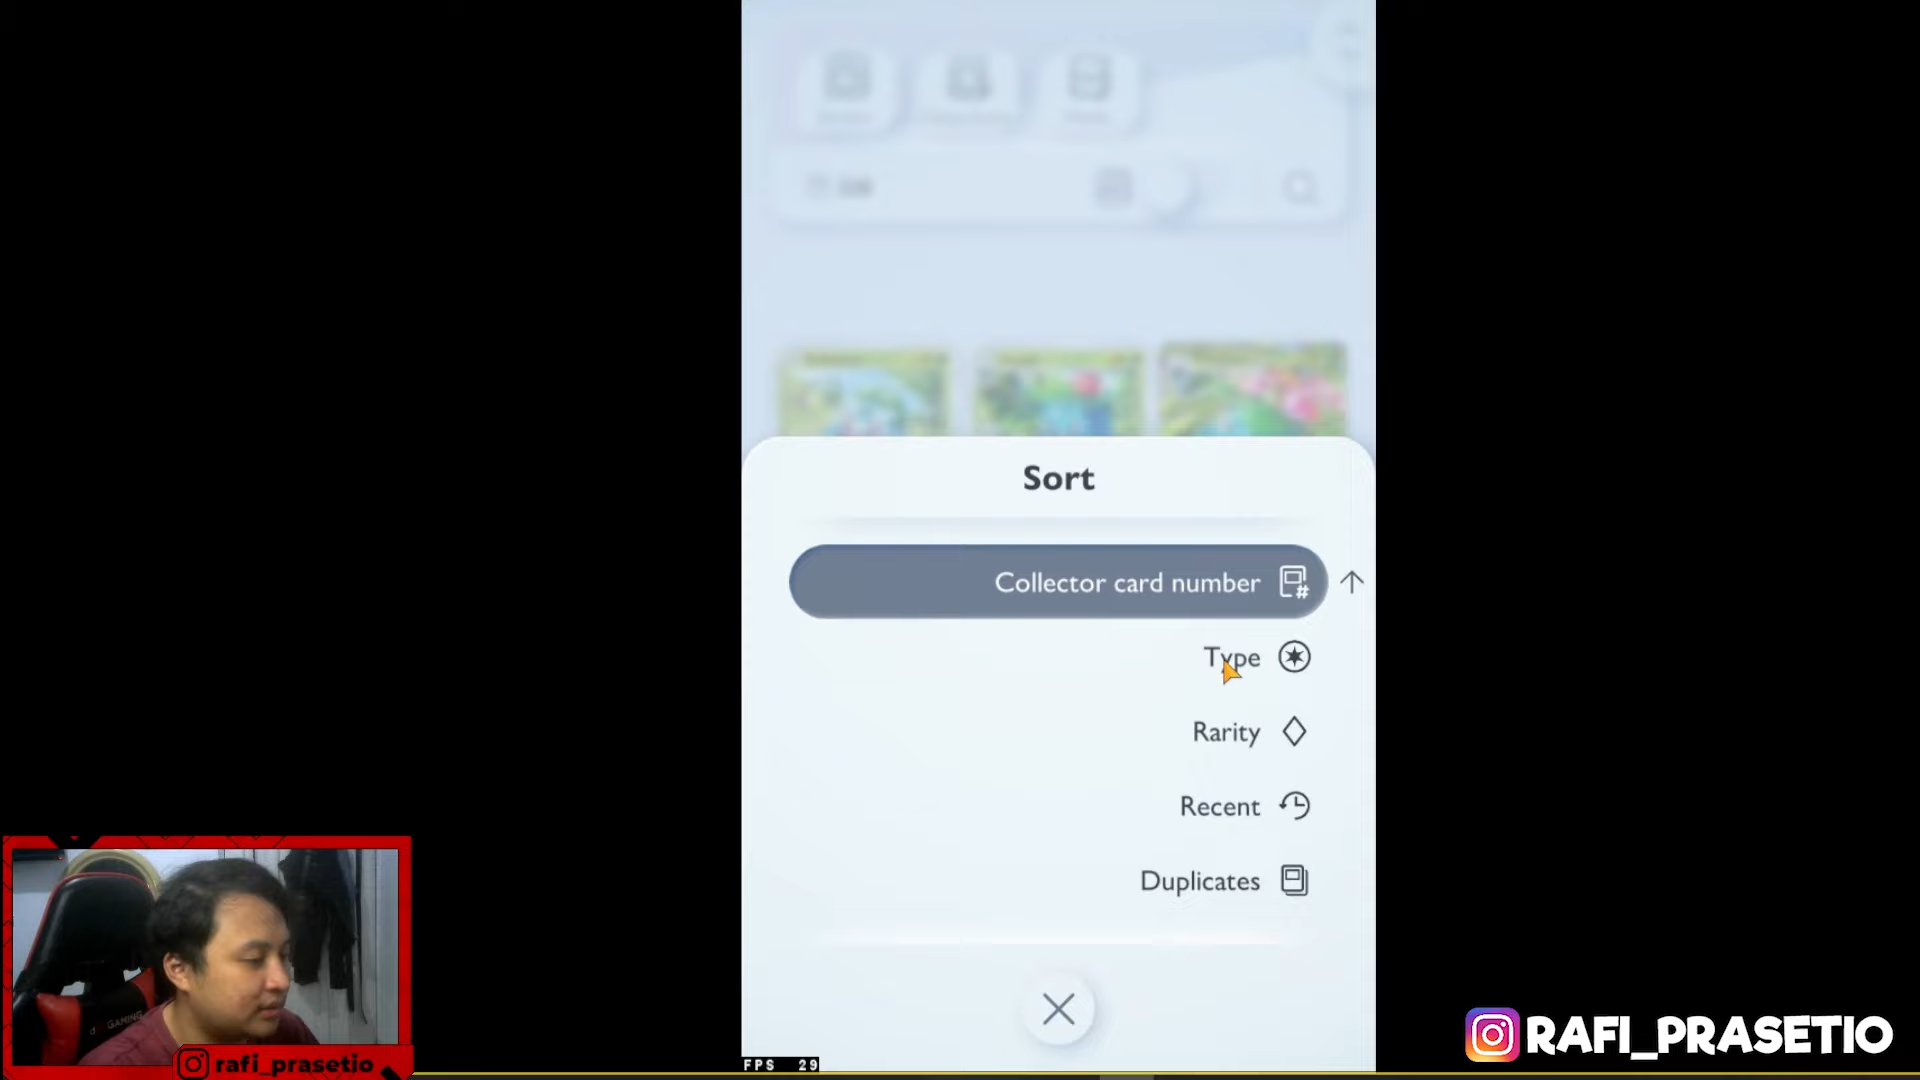 Sort
Collector card number
Type
Rarity
Recent
Duplicates
FPS 29
rafi_prasetio
RAFI_PRASETIO